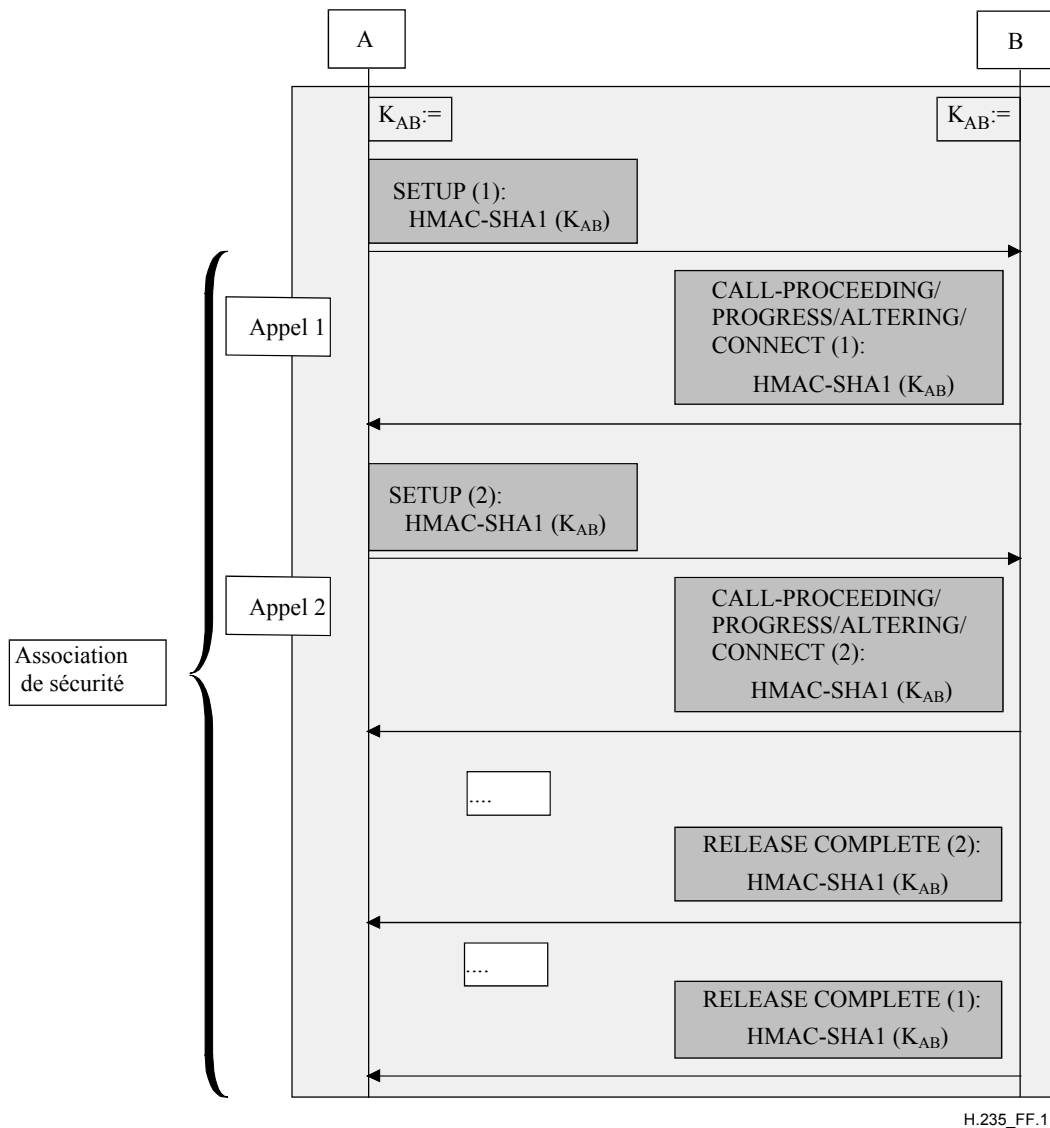 A
B
K_AB:=
K_AB:=
SETUP (1):
HMAC-SHA1 (K_AB)
CALL-PROCEEDING/
PROGRESS/ALTERING/
CONNECT (1):
HMAC-SHA1 (K_AB)
Appel 1
SETUP (2):
HMAC-SHA1 (K_AB)
CALL-PROCEEDING/
PROGRESS/ALTERING/
CONNECT (2):
HMAC-SHA1 (K_AB)
Appel 2
Association
de sécurité
....
RELEASE COMPLETE (2):
HMAC-SHA1 (K_AB)
....
RELEASE COMPLETE (1):
HMAC-SHA1 (K_AB)
H.235_FF.1